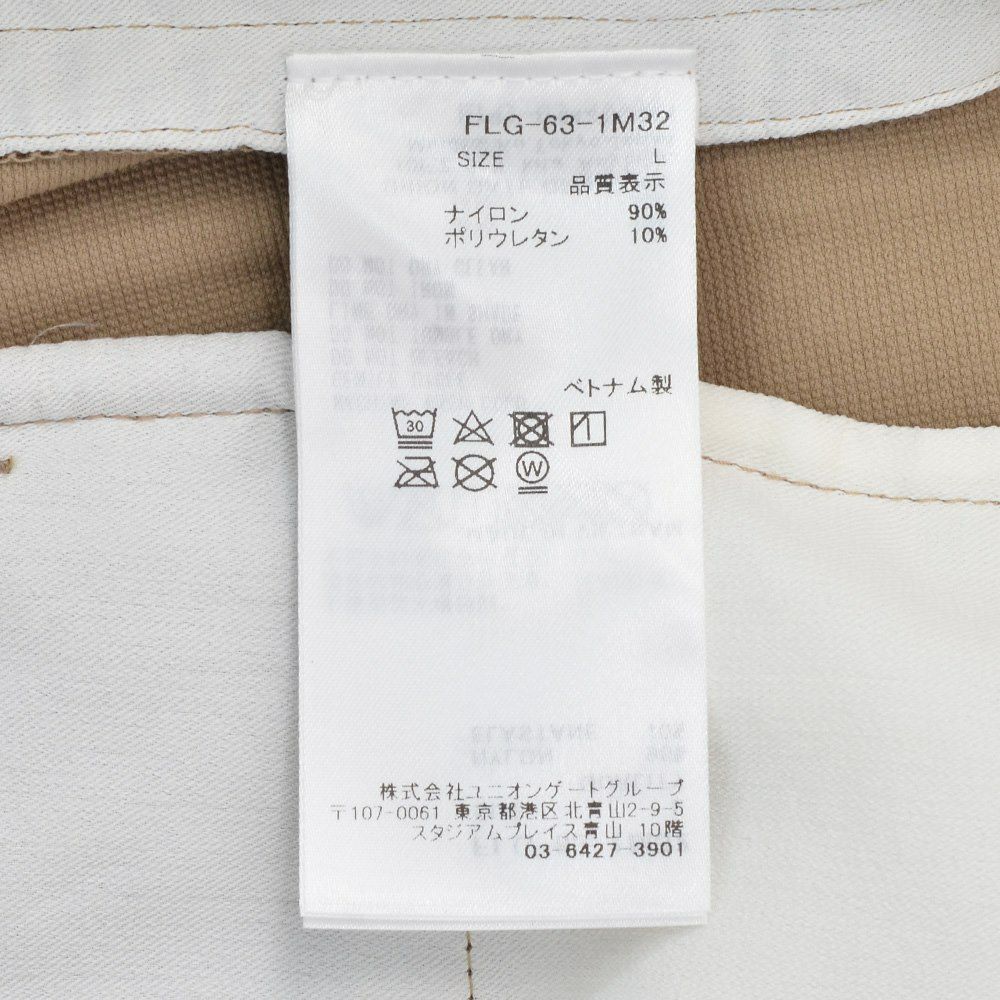 FLG-63-1M32
SIZE L
品質表示
ナイロン 90%
ポリウレタン 10%
ベトナム製
30
W
株式会社ユニオンゲートグループ
〒107-0061 東京都港区北青山2-9-5
スタジアムプレイス青山 10階
03-6427-3901